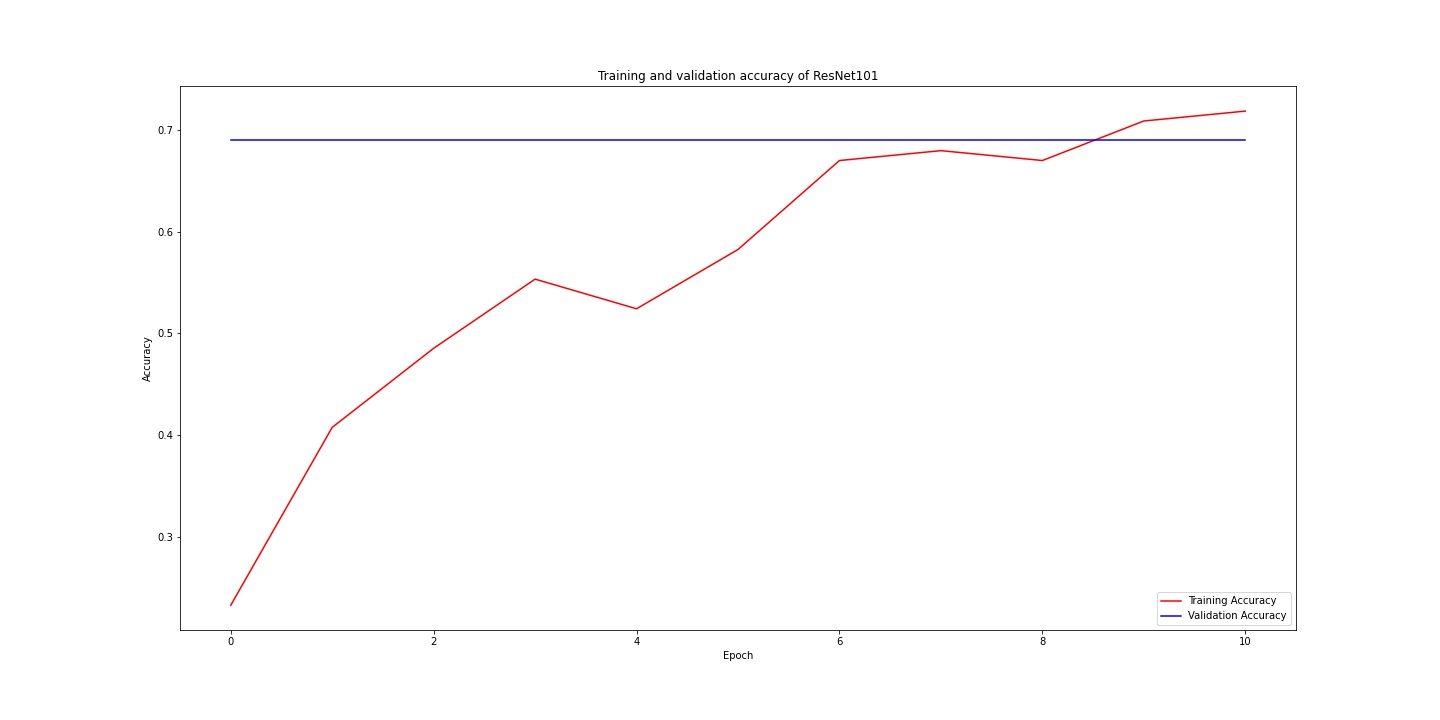 Training and validation accuracy of ResNet101
0.7
0.6
0.5
0.4
0.3
Accuracy
0 2 4 6 8 10
Epoch
Training Accuracy
Validation Accuracy